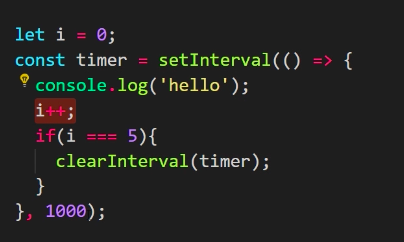 let i = 0;
const timer = setInterval(() => {
  console.log('hello');
  i++;
  if(i === 5){
    clearInterval(timer);
  }
}, 1000);